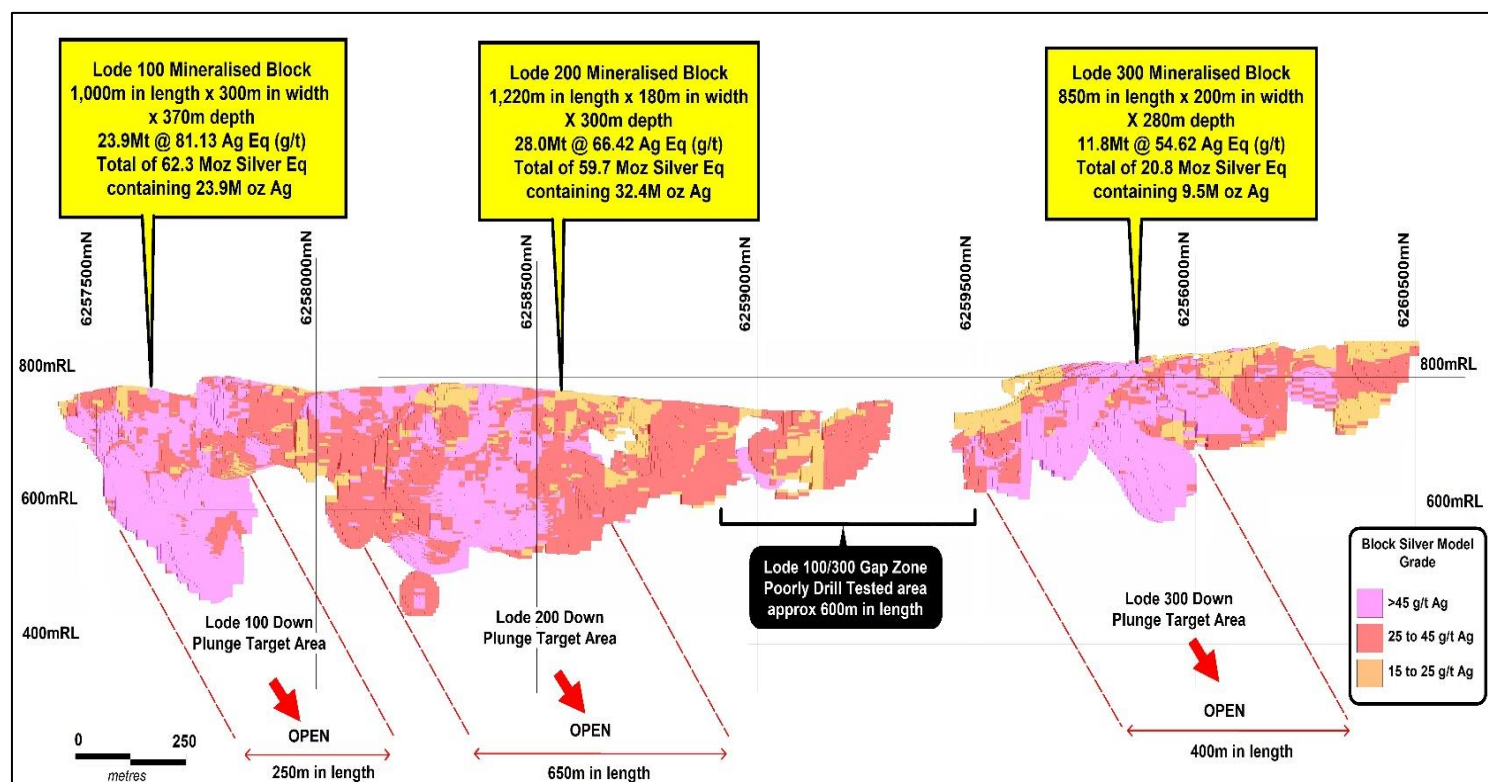 Lode 100 Mineralised Block
1,000m in length x 300m in width
x 370m depth
23.9Mt @ 81.13 Ag Eq (g/t)
Total of 62.3 Moz Silver Eq
containing 23.9M oz Ag
Lode 200 Mineralised Block
1,220m in length x 180m in width
X 300m depth
28.0Mt @ 66.42 Ag Eq (g/t)
Total of 59.7 Moz Silver Eq
containing 32.4M oz Ag
Lode 300 Mineralised Block
850m in length x 200m in width
X 280m depth
11.8Mt @ 54.62 Ag Eq (g/t)
Total of 20.8 Moz Silver Eq
containing 9.5M oz Ag
6257500mN
6258000mN
6258500mN
6259000mN
6259500mN
6256000mN
6260500mN
800mRL
800mRL
600mRL
600mRL
400mRL
Lode 100/300 Gap Zone
Poorly Drill Tested area
approx 600m in length
Block Silver Model
Grade
>45 g/t Ag
25 to 45 g/t Ag
15 to 25 g/t Ag
Lode 100 Down
Plunge Target Area
OPEN
250m in length
Lode 200 Down
Plunge Target Area
OPEN
650m in length
Lode 300 Down
Plunge Target Area
OPEN
400m in length
0 250
metres